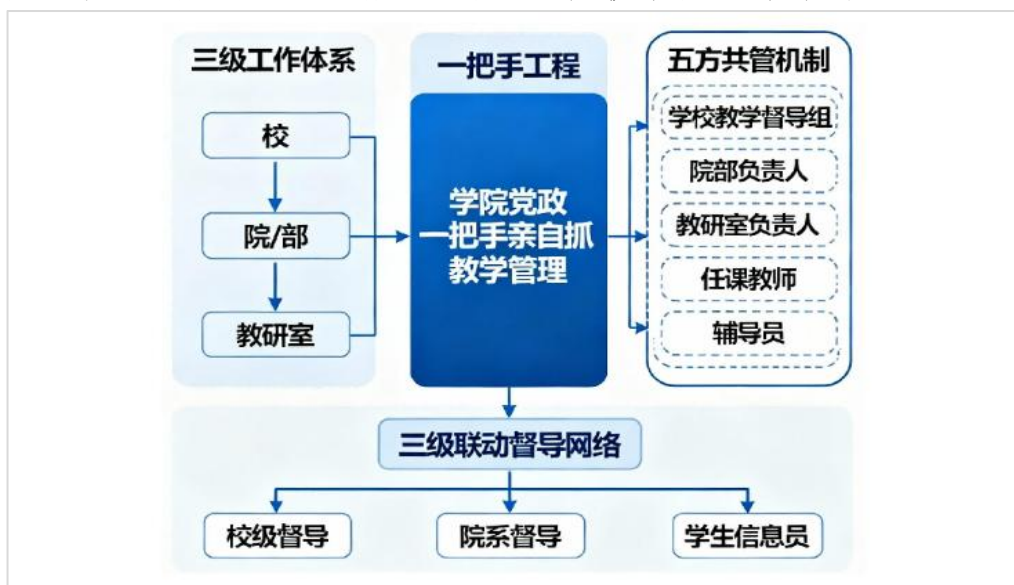 三级工作体系
校
院/部
教研室
一把手工程
学院党政
一把手亲自抓
教学管理
五方共管机制
学校教学督导组
院部负责人
教研室负责人
任课教师
辅导员
三级联动督导网络
校级督导
院系督导
学生信息员